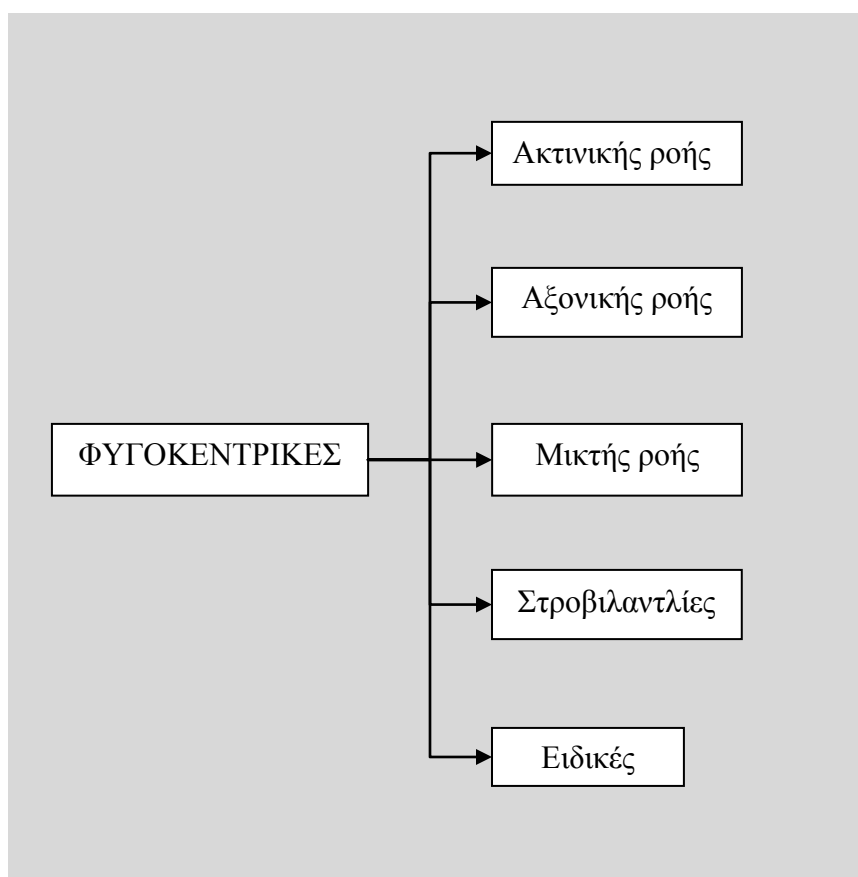 Ακτινικής ροής
Αξονικής ροής
ΦΥΓΟΚΕΝΤΡΙΚΕΣ
Μικτής ροής
Στροβιλαντλίες
Ειδικές